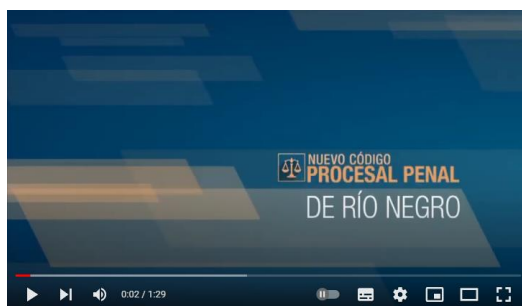 NUEVO CÓDIGO
PROCESAL PENAL
DE RÍO NEGRO
0:02 / 1:29